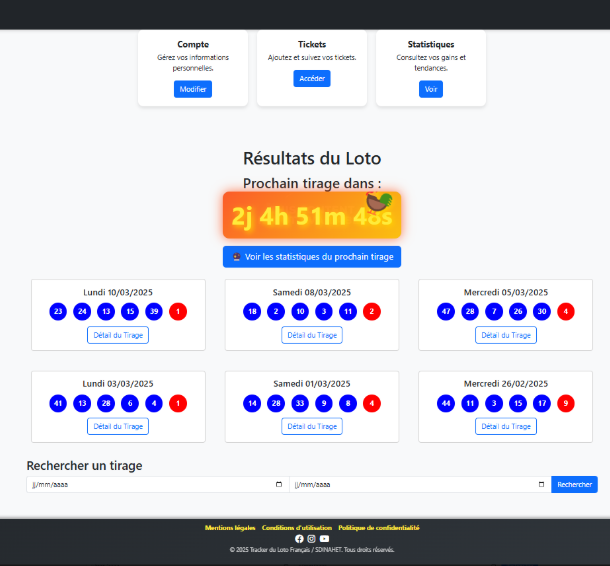 Compte
Gérez vos informations
personnelles.
Modifier
Tickets
Ajoutez et suivez vos tickets.
Accéder
Statistiques
Consultez vos gains et
tendances.
Voir
Résultats du Loto
Prochain tirage dans :
2j 4h 51m 48s
Voir les statistiques du prochain tirage
Lundi 10/03/2025
23 24 13 15 39 1
Détail du Tirage
Samedi 08/03/2025
18 2 10 3 11 2
Détail du Tirage
Mercredi 05/03/2025
47 28 7 26 30 4
Détail du Tirage
Lundi 03/03/2025
41 13 28 6 4 1
Détail du Tirage
Samedi 01/03/2025
14 28 33 9 8 4
Détail du Tirage
Mercredi 26/02/2025
44 11 3 15 17 9
Détail du Tirage
Rechercher un tirage
jj/mm/aaaa jj/mm/aaaa Rechercher
Mentions légales Conditions d'utilisation Politique de confidentialité
© 2025 Tracker du Loto Français / SDINAHET. Tous droits réservés.